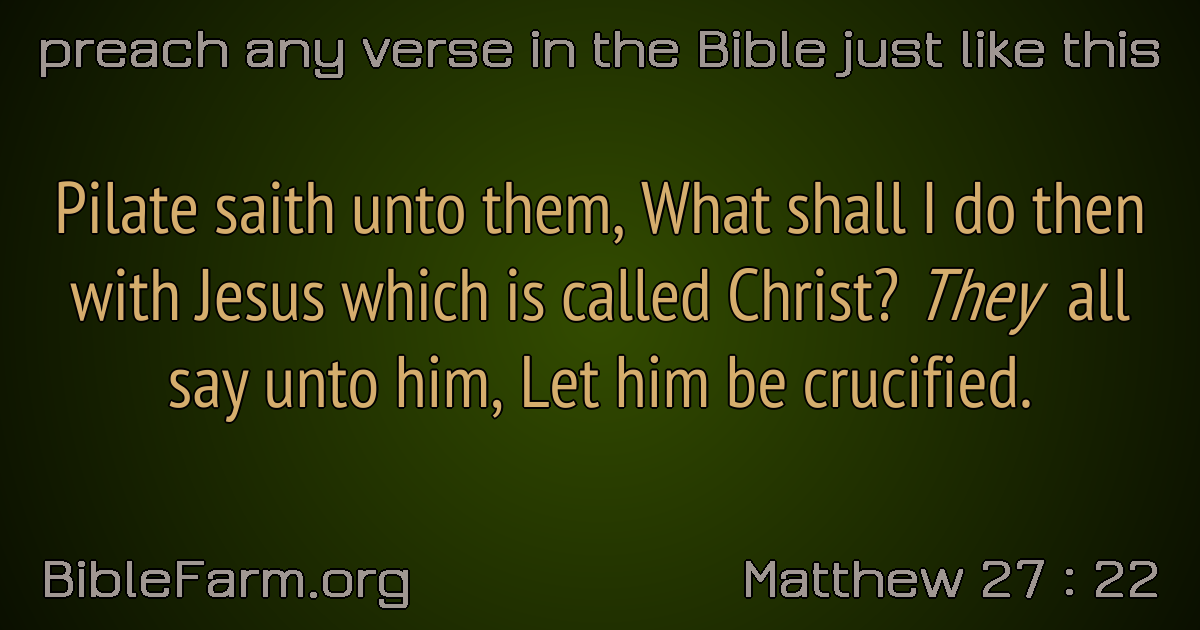 preach any verse in the Bible just like this
Pilate saith unto them, What shall I do then
with Jesus which is called Christ? They all
say unto him, Let him be crucified.
BibleFarm.org
Matthew 27 : 22